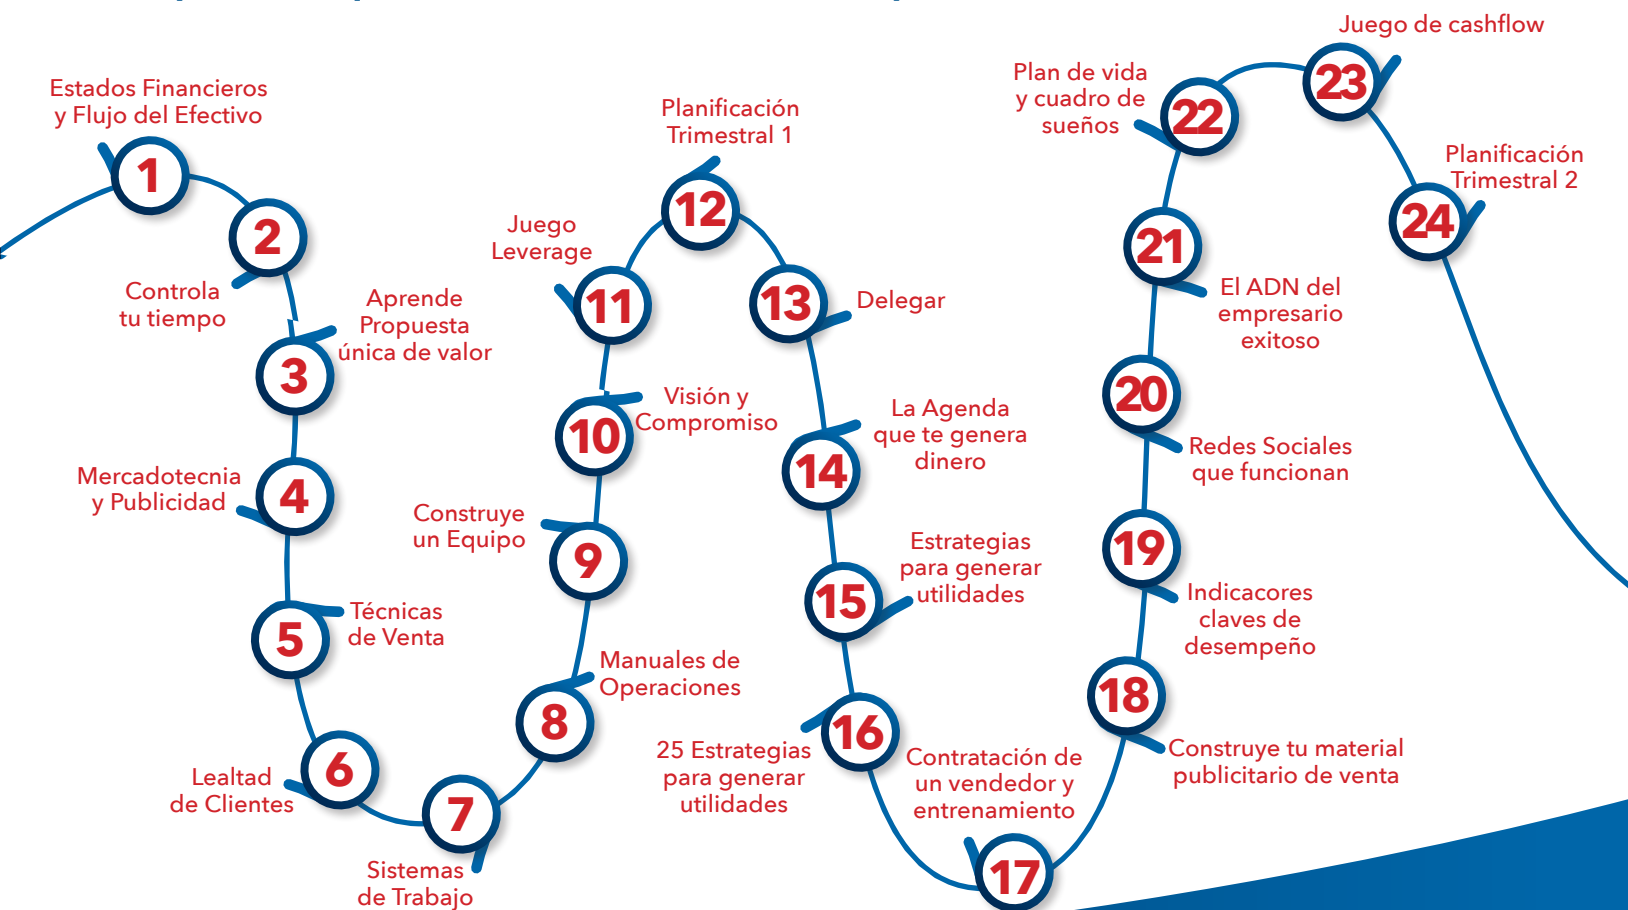 1
Estados Financieros
y Flujo del Efectivo
2
Controla
tu tiempo
3
Aprende
Propuesta
única de valor
4
Mercadotecnia
y Publicidad
5
Técnicas
de Venta
6
Lealtad
de Clientes
7
Sistemas
de Trabajo
8
Manuales de
Operaciones
9
Construye
un Equipo
10
Visión y
Compromiso
11
Juego
Leverage
12
Planificación
Trimestral 1
13
Delegar
14
La Agenda
que te genera
dinero
15
Estrategias
para generar
utilidades
16
25 Estrategias
para generar
utilidades
17
Contratación de
un vendedor y
entrenamiento
18
Construye tu material
publicitario de venta
19
Indicacores
claves de
desempeño
20
Redes Sociales
que funcionan
21
El ADN del
empresario
exitoso
22
Plan de vida
y cuadro de
sueños
23
Juego de cashflow
24
Planificación
Trimestral 2